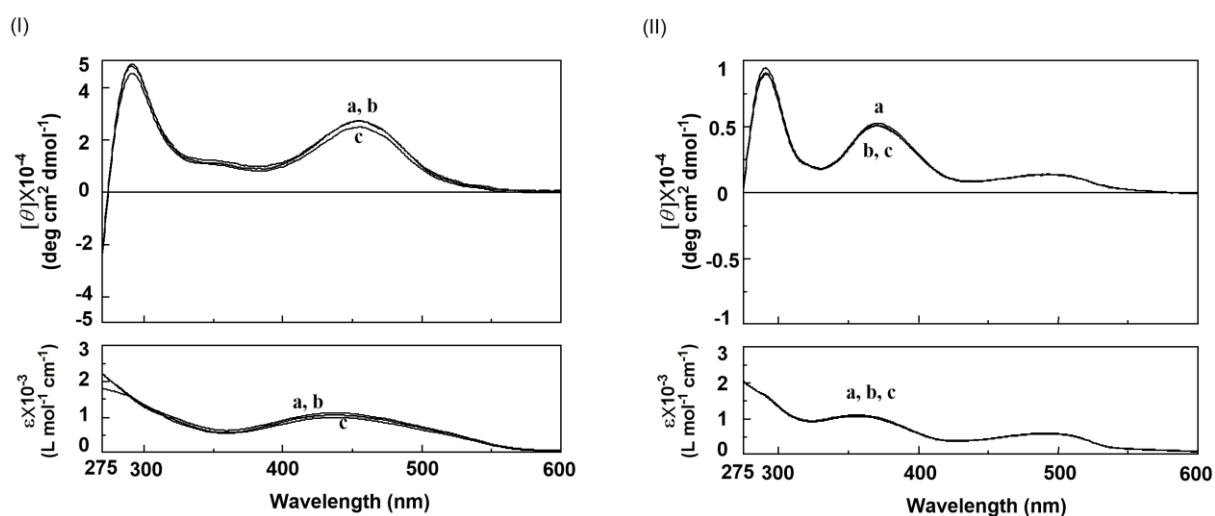 (I)
(II)
[θ]X10⁻⁴
(deg cm² dmol⁻¹)
5
4
2
0
-2
-4
-5
a, b
c
εX10⁻³
(L mol⁻¹ cm⁻¹)
3
2
1
0
a, b
c
275 300 400 500 600
Wavelength (nm)
[θ]X10⁻⁴
(deg cm² dmol⁻¹)
1
0.5
0
-0.5
-1
a
b, c
εX10⁻³
(L mol⁻¹ cm⁻¹)
3
2
1
0
a, b, c
275 300 400 500 600
Wavelength (nm)